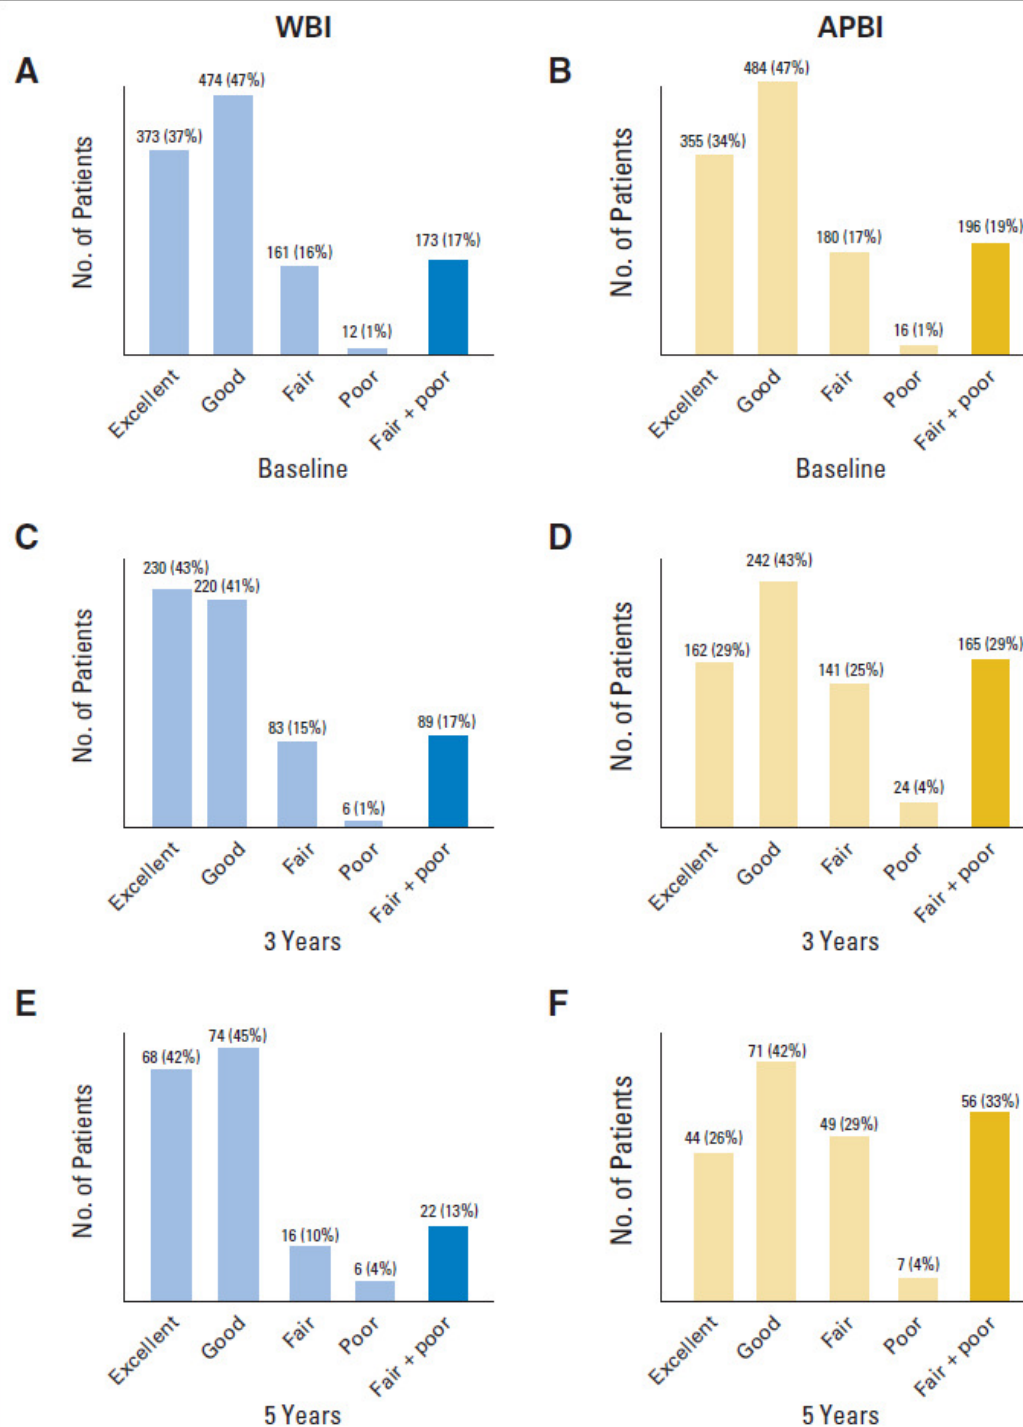 WBI
APBI
A
No. of Patients
373 (37%)
474 (47%)
161 (16%)
12 (1%)
173 (17%)
Excellent
Good
Fair
Poor
Fair + poor
Baseline
B
No. of Patients
355 (34%)
484 (47%)
180 (17%)
16 (1%)
196 (19%)
Excellent
Good
Fair
Poor
Fair + poor
Baseline
C
No. of Patients
230 (43%)
220 (41%)
83 (15%)
6 (1%)
89 (17%)
Excellent
Good
Fair
Poor
Fair + poor
3 Years
D
No. of Patients
162 (29%)
242 (43%)
141 (25%)
24 (4%)
165 (29%)
Excellent
Good
Fair
Poor
Fair + poor
3 Years
E
No. of Patients
68 (42%)
74 (45%)
16 (10%)
6 (4%)
22 (13%)
Excellent
Good
Fair
Poor
Fair + poor
5 Years
F
No. of Patients
44 (26%)
71 (42%)
49 (29%)
7 (4%)
56 (33%)
Excellent
Good
Fair
Poor
Fair + poor
5 Years